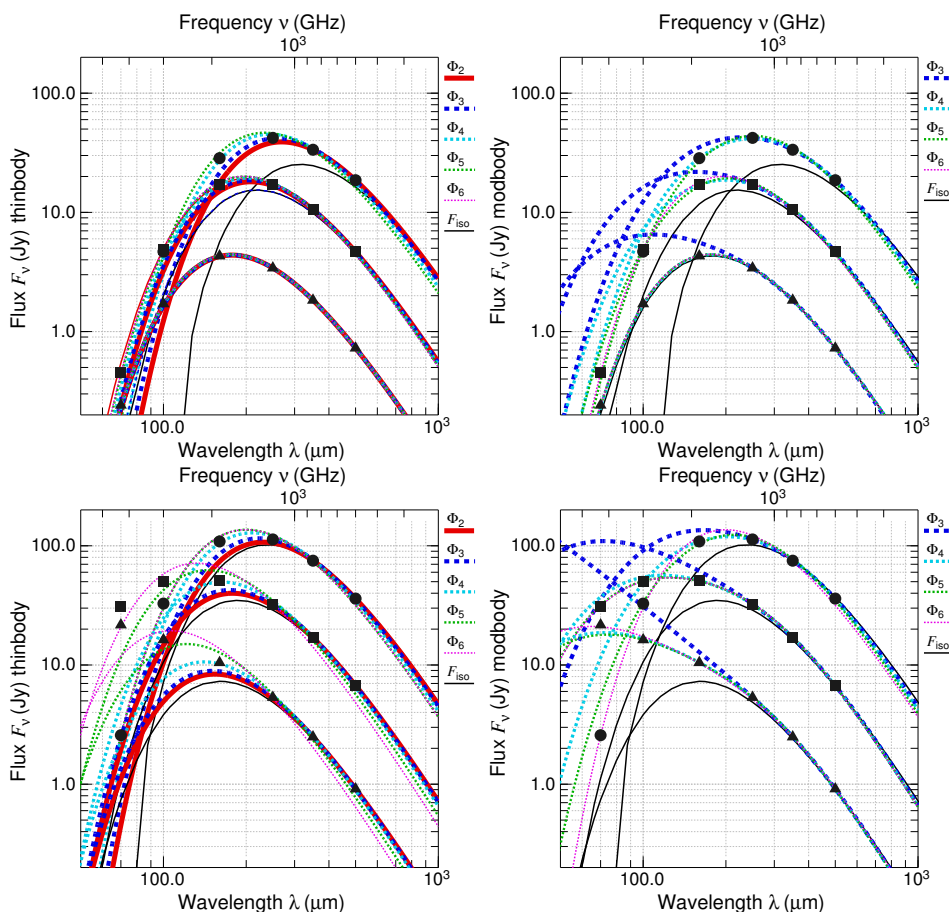 Frequency ν (GHz)
10³
Flux Fν (Jy) thinbody
100.0
10.0
1.0
100.0
10³
Wavelength λ (μm)
Φ₂
Φ₃
Φ₄
Φ₅
Φ₆
Fiso
Frequency ν (GHz)
10³
Flux Fν (Jy) modbody
100.0
10.0
1.0
100.0
10³
Wavelength λ (μm)
Φ₃
Φ₄
Φ₅
Φ₆
Fiso
Frequency ν (GHz)
10³
Flux Fν (Jy) thinbody
100.0
10.0
1.0
100.0
10³
Wavelength λ (μm)
Φ₂
Φ₃
Φ₄
Φ₅
Φ₆
Fiso
Frequency ν (GHz)
10³
Flux Fν (Jy) modbody
100.0
10.0
1.0
100.0
10³
Wavelength λ (μm)
Φ₃
Φ₄
Φ₅
Φ₆
Fiso